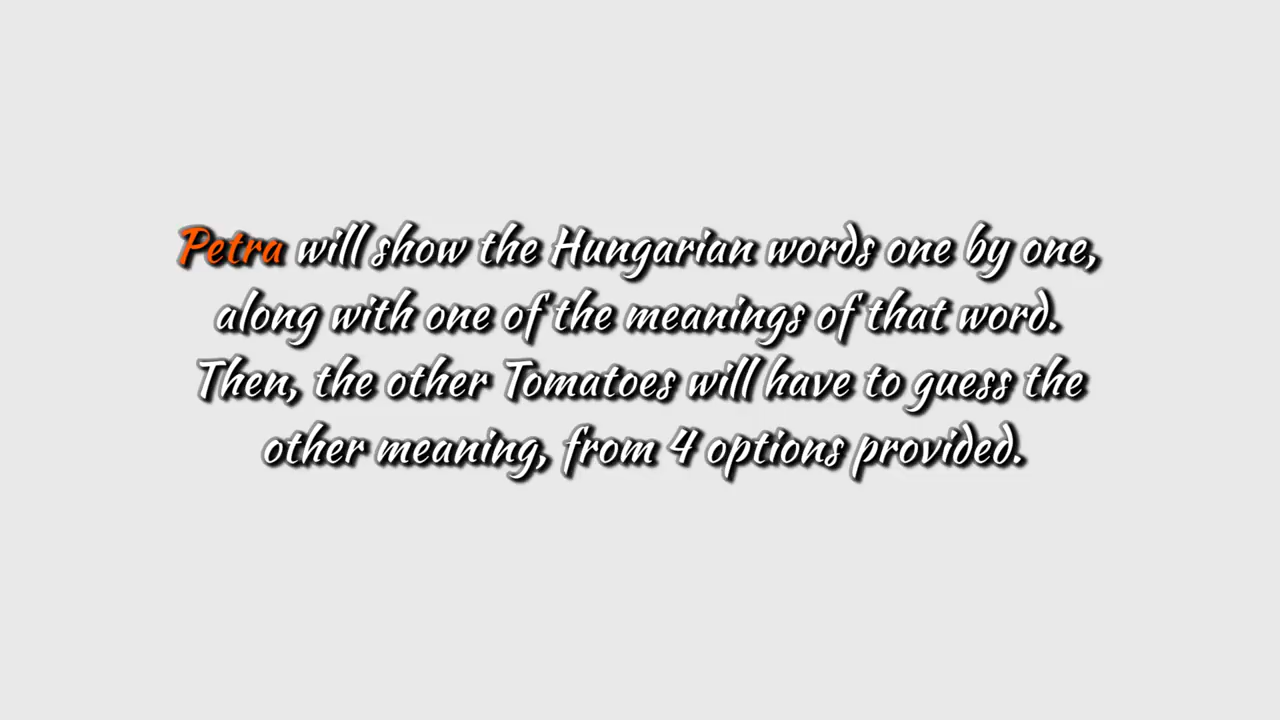 Petra will show the Hungarian words one by one,
along with one of the meanings of that word.
Then, the other Tomatoes will have to guess the
other meaning, from 4 options provided.